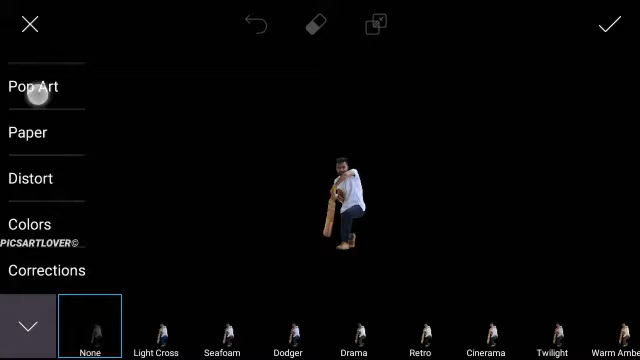 Pop Art
Paper
Distort
Colors
PICSARTLOVER©_
Corrections
None
Light Cross
Seafoam
Dodger
Drama
Retro
Cinerama
Twilight
Warm Ambe